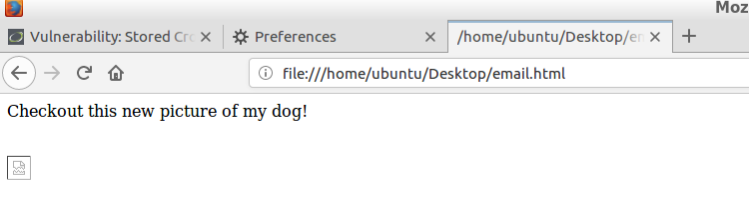 Moz
Vulnerability: Stored Cro
Preferences
/home/ubuntu/Desktop/en
file:///home/ubuntu/Desktop/email.html
Checkout this new picture of my dog!